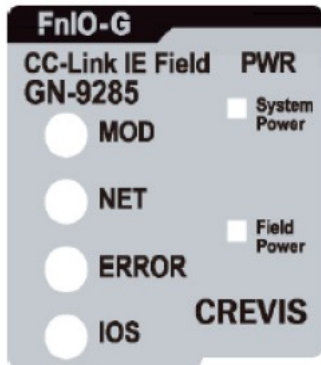 FnIO-G
CC-Link IE Field PWR
GN-9285
System
Power
MOD
NET
Field
Power
ERROR
CREVIS
IOS